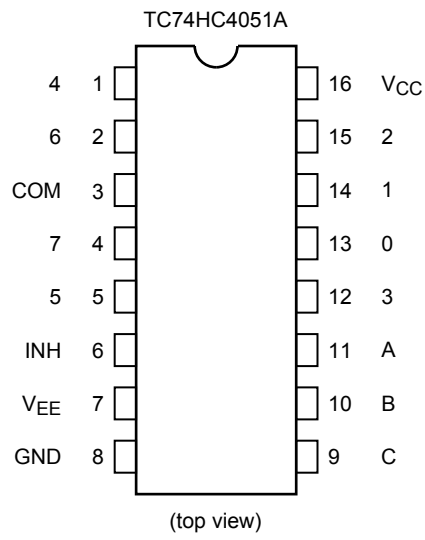 TC74HC4051A
4 1 16 VCC
6 2 15 2
COM 3 14 1
7 4 13 0
5 5 12 3
INH 6 11 A
VEE 7 10 B
GND 8 9 C
(top view)